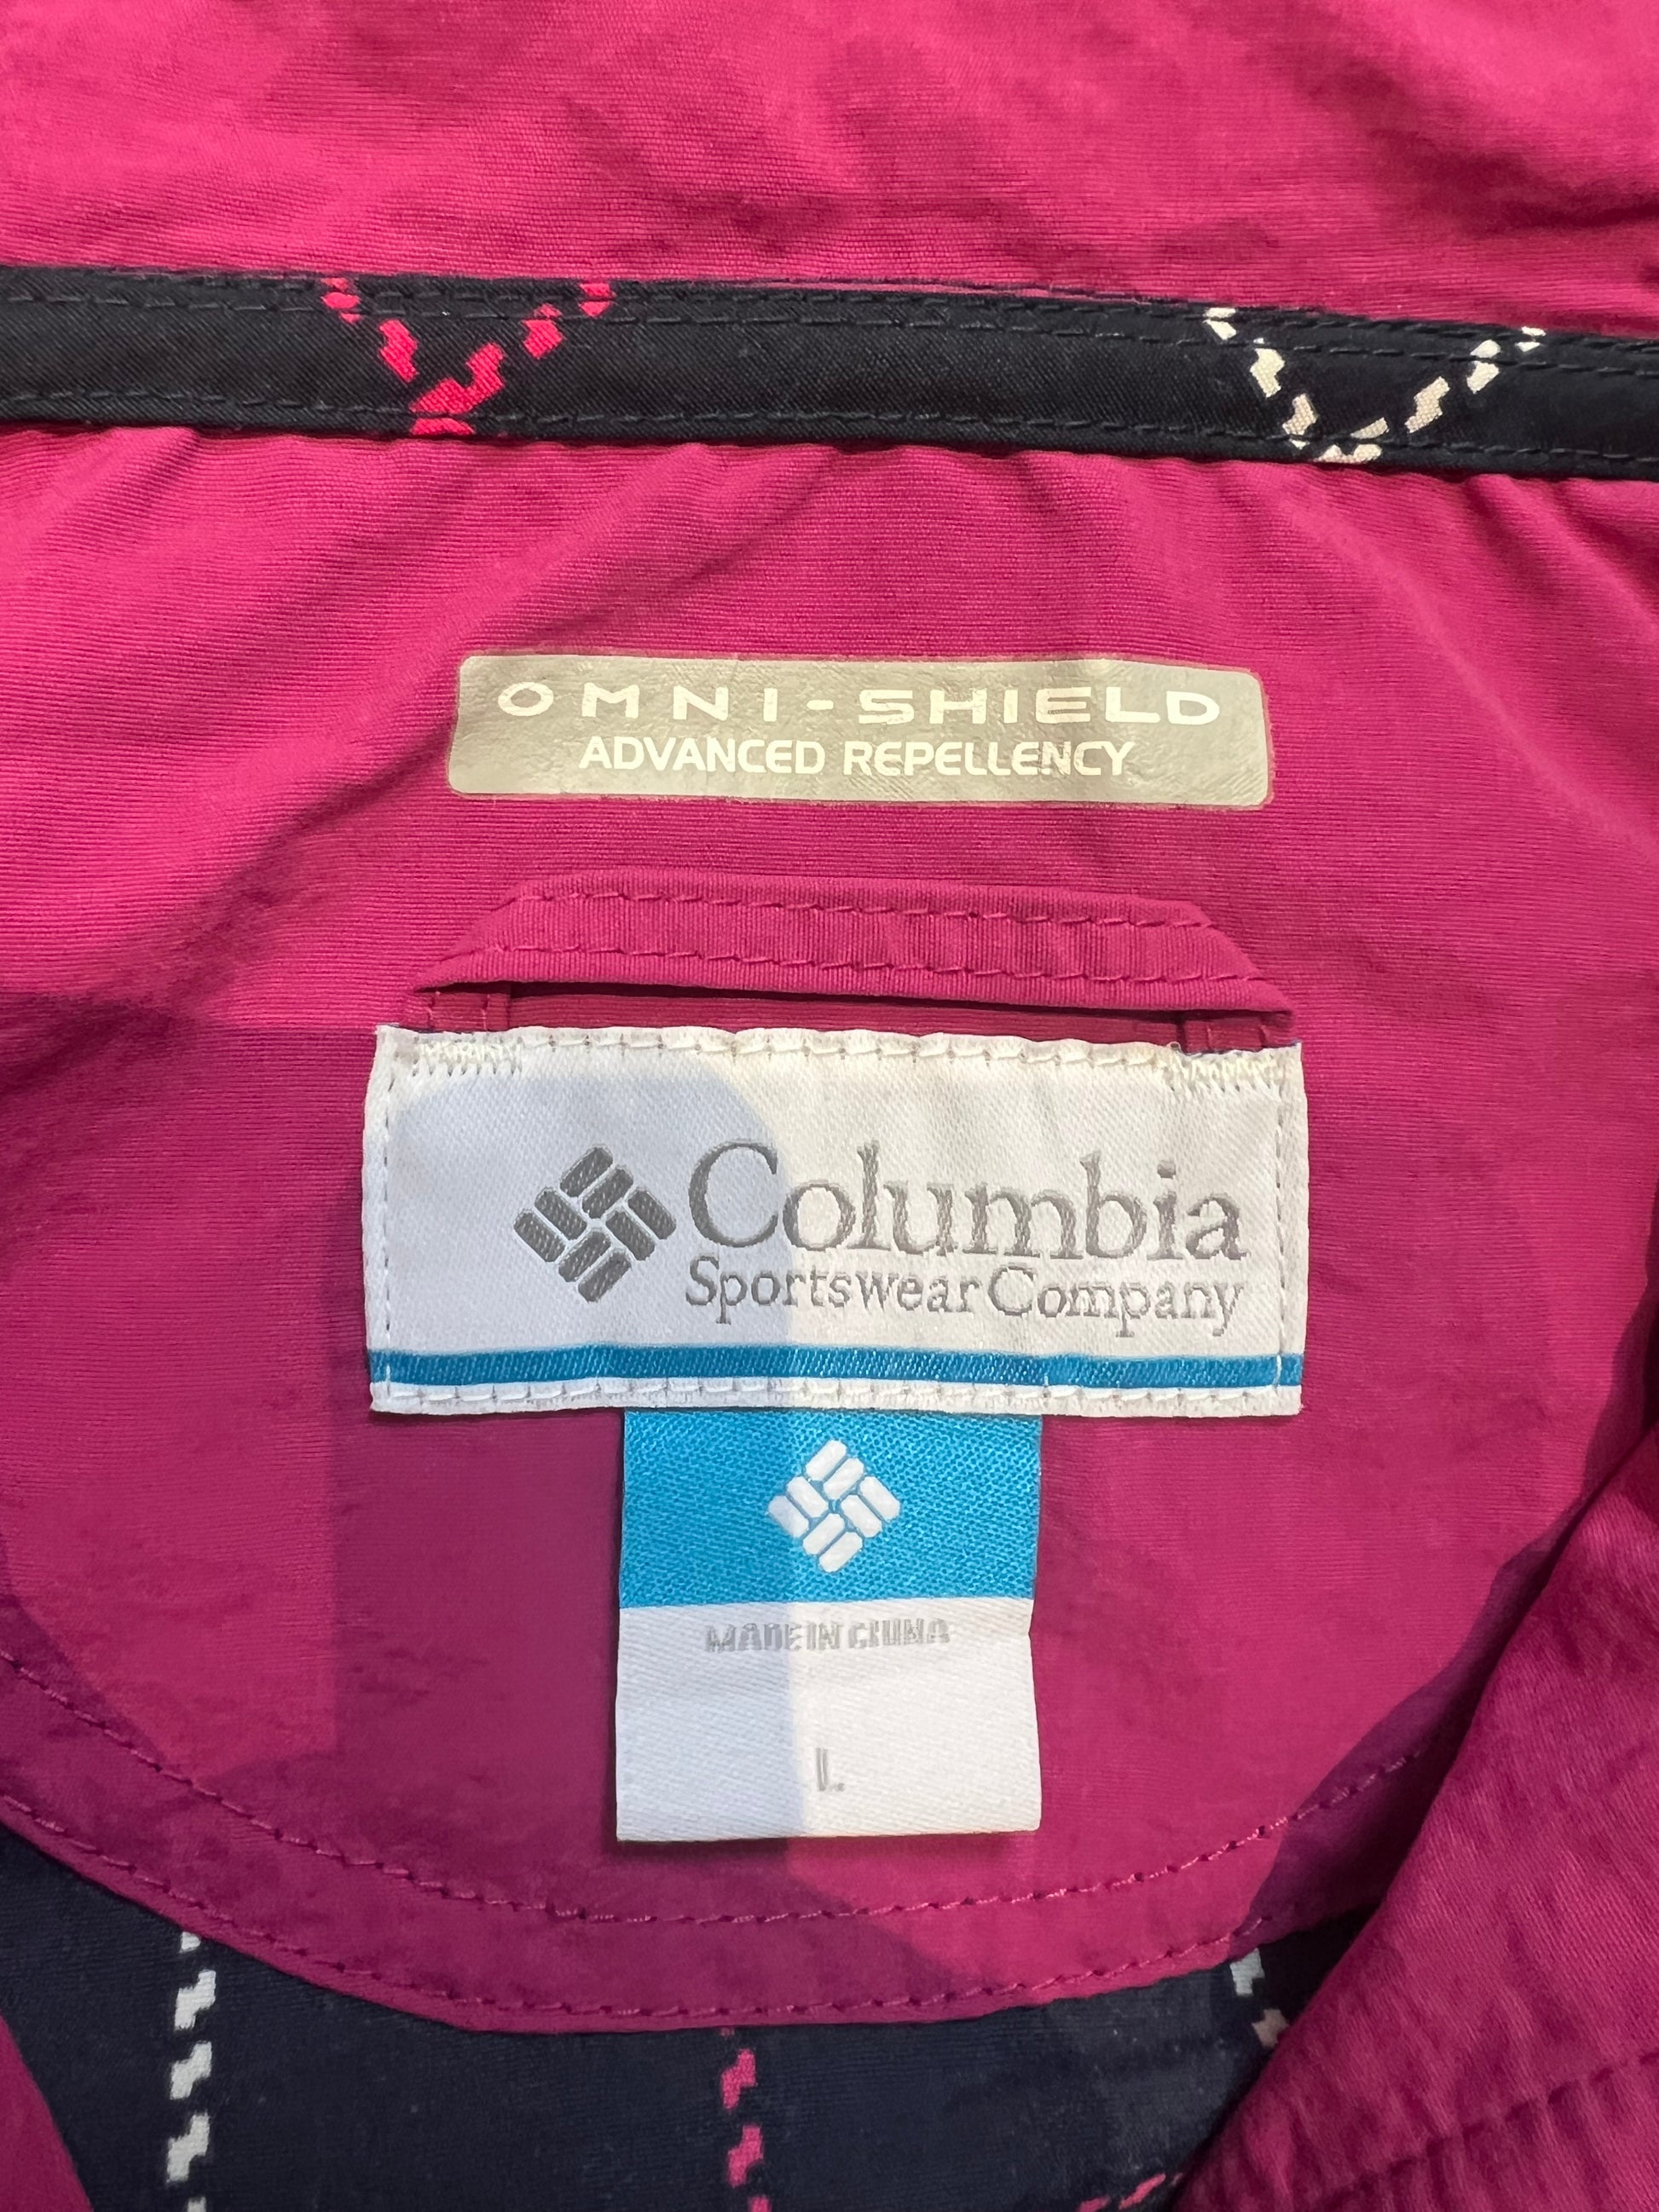 OMNI-SHIELD
ADVANCED REPELLENCY
Columbia
Sportswear Company
MADE IN CHINA
L